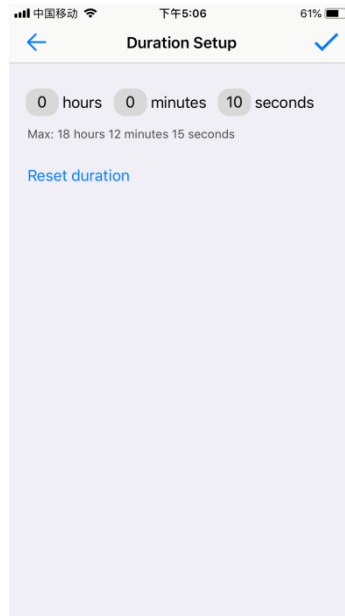 中国移动 下午5:06 61%
Duration Setup
0 hours 0 minutes 10 seconds
Max: 18 hours 12 minutes 15 seconds
Reset duration